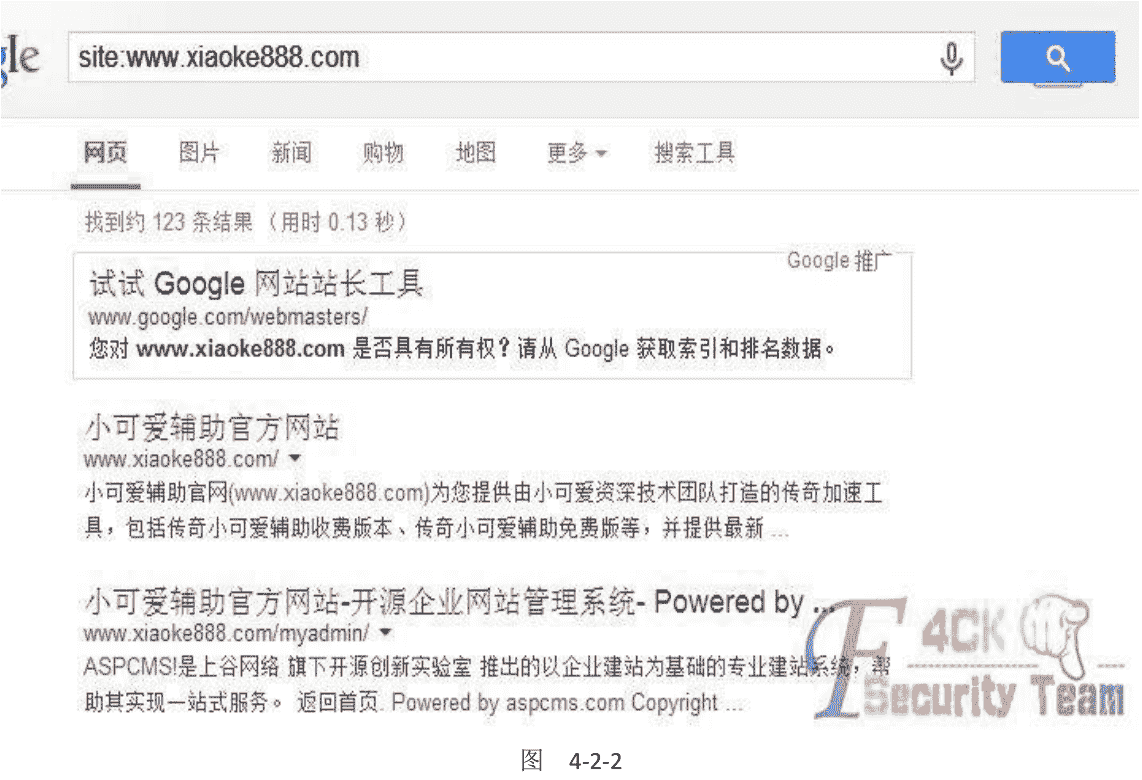 gle
site:www.xiaoke888.com
网页 图片 新闻 购物 地图 更多 搜索工具
找到约 123 条结果 （用时 0.13 秒）
Google 推广
试试 Google 网站站长工具
www.google.com/webmasters/
您对 www.xiaoke888.com 是否具有所有权？请从 Google 获取索引和排名数据。
小可爱辅助官方网站
www.xiaoke888.com/
小可爱辅助官网(www.xiaoke888.com)为您提供由小可爱资深技术团队打造的传奇加速工
具，包括传奇小可爱辅助收费版本、传奇小可爱辅助免费版等，并提供最新 ...
小可爱辅助官方网站-开源企业网站管理系统- Powered by ...
www.xiaoke888.com/myadmin/
ASPCMS!是上谷网络 旗下开源创新实验室 推出的以企业建站为基础的专业建站系统，帮
助其实现一站式服务。 返回首页. Powered by aspcms.com Copyright ...
F4CK
Security Team
图 4-2-2